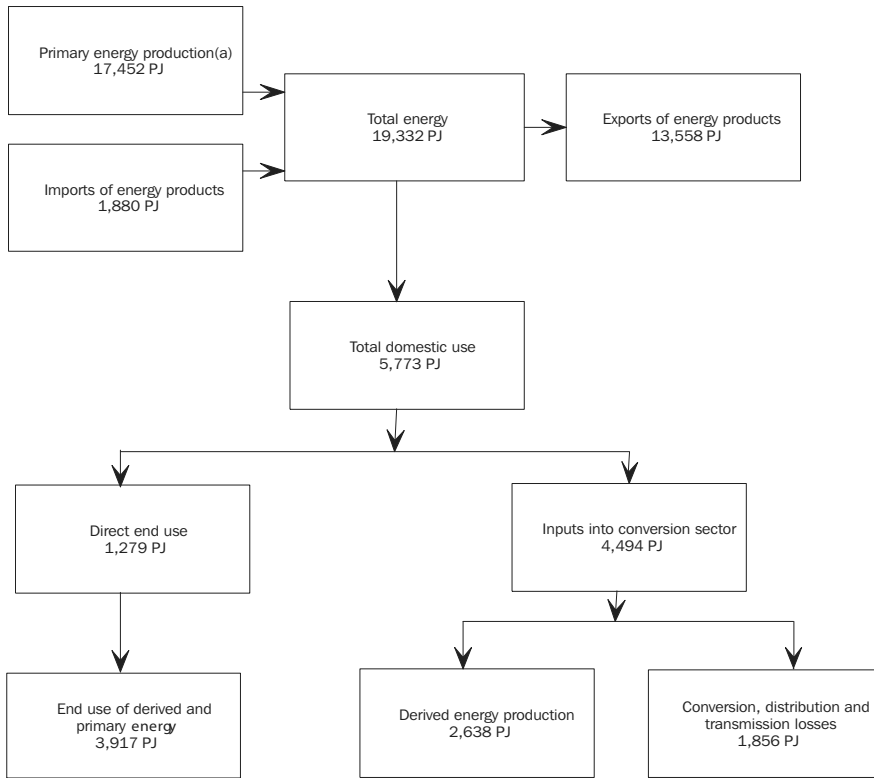 Primary energy production(a)
17,452 PJ
Total energy
19,332 PJ
Exports of energy products
13,558 PJ
Imports of energy products
1,880 PJ
Total domestic use
5,773 PJ
Direct end use
1,279 PJ
Inputs into conversion sector
4,494 PJ
End use of derived and
primary energy
3,917 PJ
Derived energy production
2,638 PJ
Conversion, distribution and
transmission losses
1,856 PJ